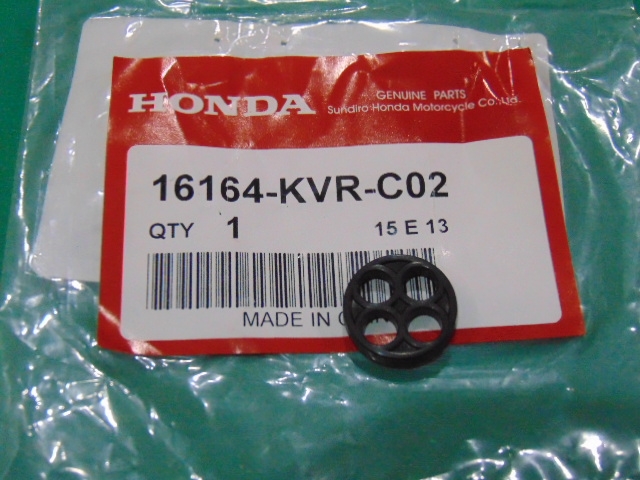 HONDA
GENUINE PARTS
Sundiro-Honda Motorcycle Co.,Ltd.
16164-KVR-C02
QTY 1 15 E 13
MADE IN C